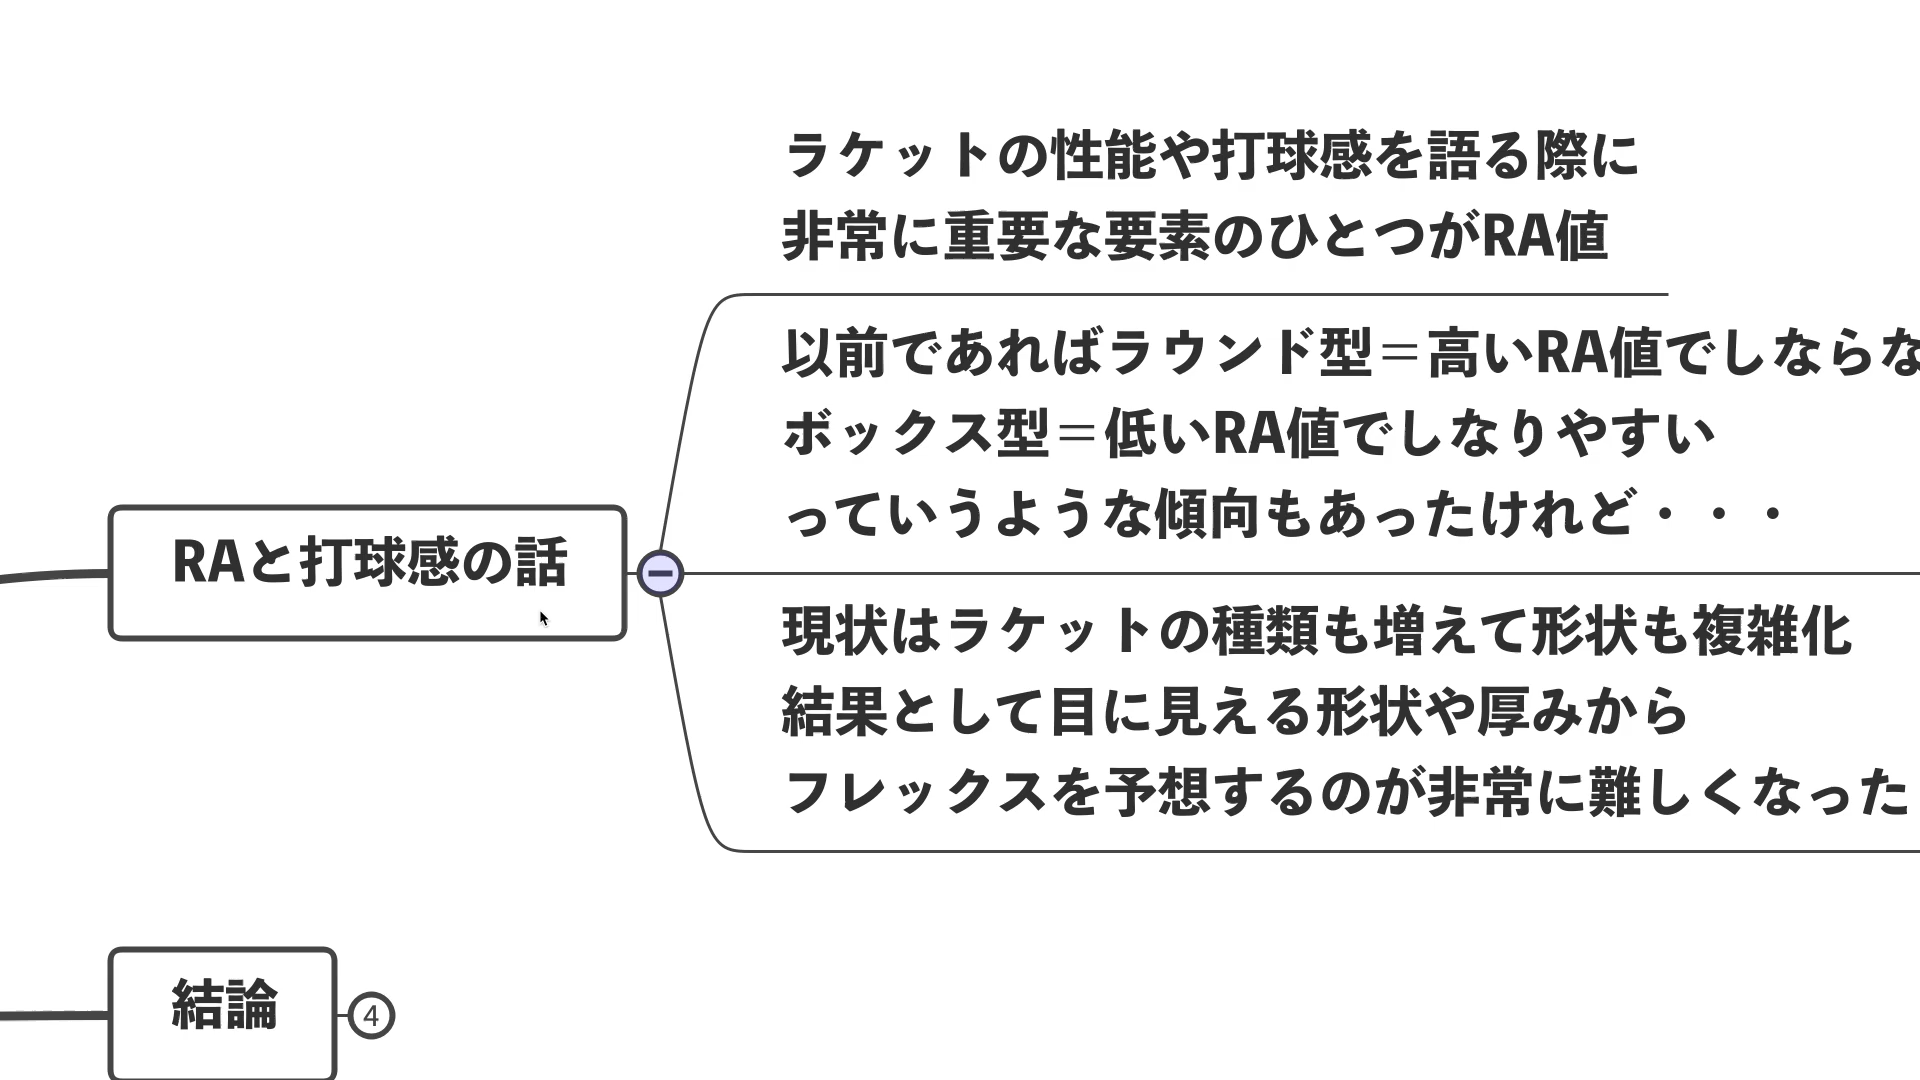 ラケットの性能や打球感を語る際に
非常に重要な要素のひとつがRA値
以前であればラウンド型＝高いRA値でしならな
ボックス型＝低いRA値でしなりやすい
っていうような傾向もあったけれど・・・
RAと打球感の話
現状はラケットの種類も増えて形状も複雑化
結果として目に見える形状や厚みから
フレックスを予想するのが非常に難しくなった
結論
4